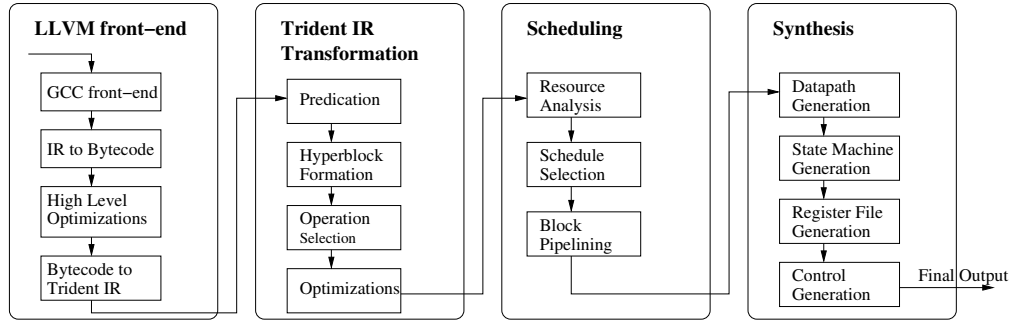 LLVM front-end
GCC front-end
IR to Bytecode
High Level
Optimizations
Bytecode to
Trident IR
Trident IR
Transformation
Predication
Hyperblock
Formation
Operation
Selection
Optimizations
Scheduling
Resource
Analysis
Schedule
Selection
Block
Pipelining
Synthesis
Datapath
Generation
State Machine
Generation
Register File
Generation
Control
Generation
Final Output